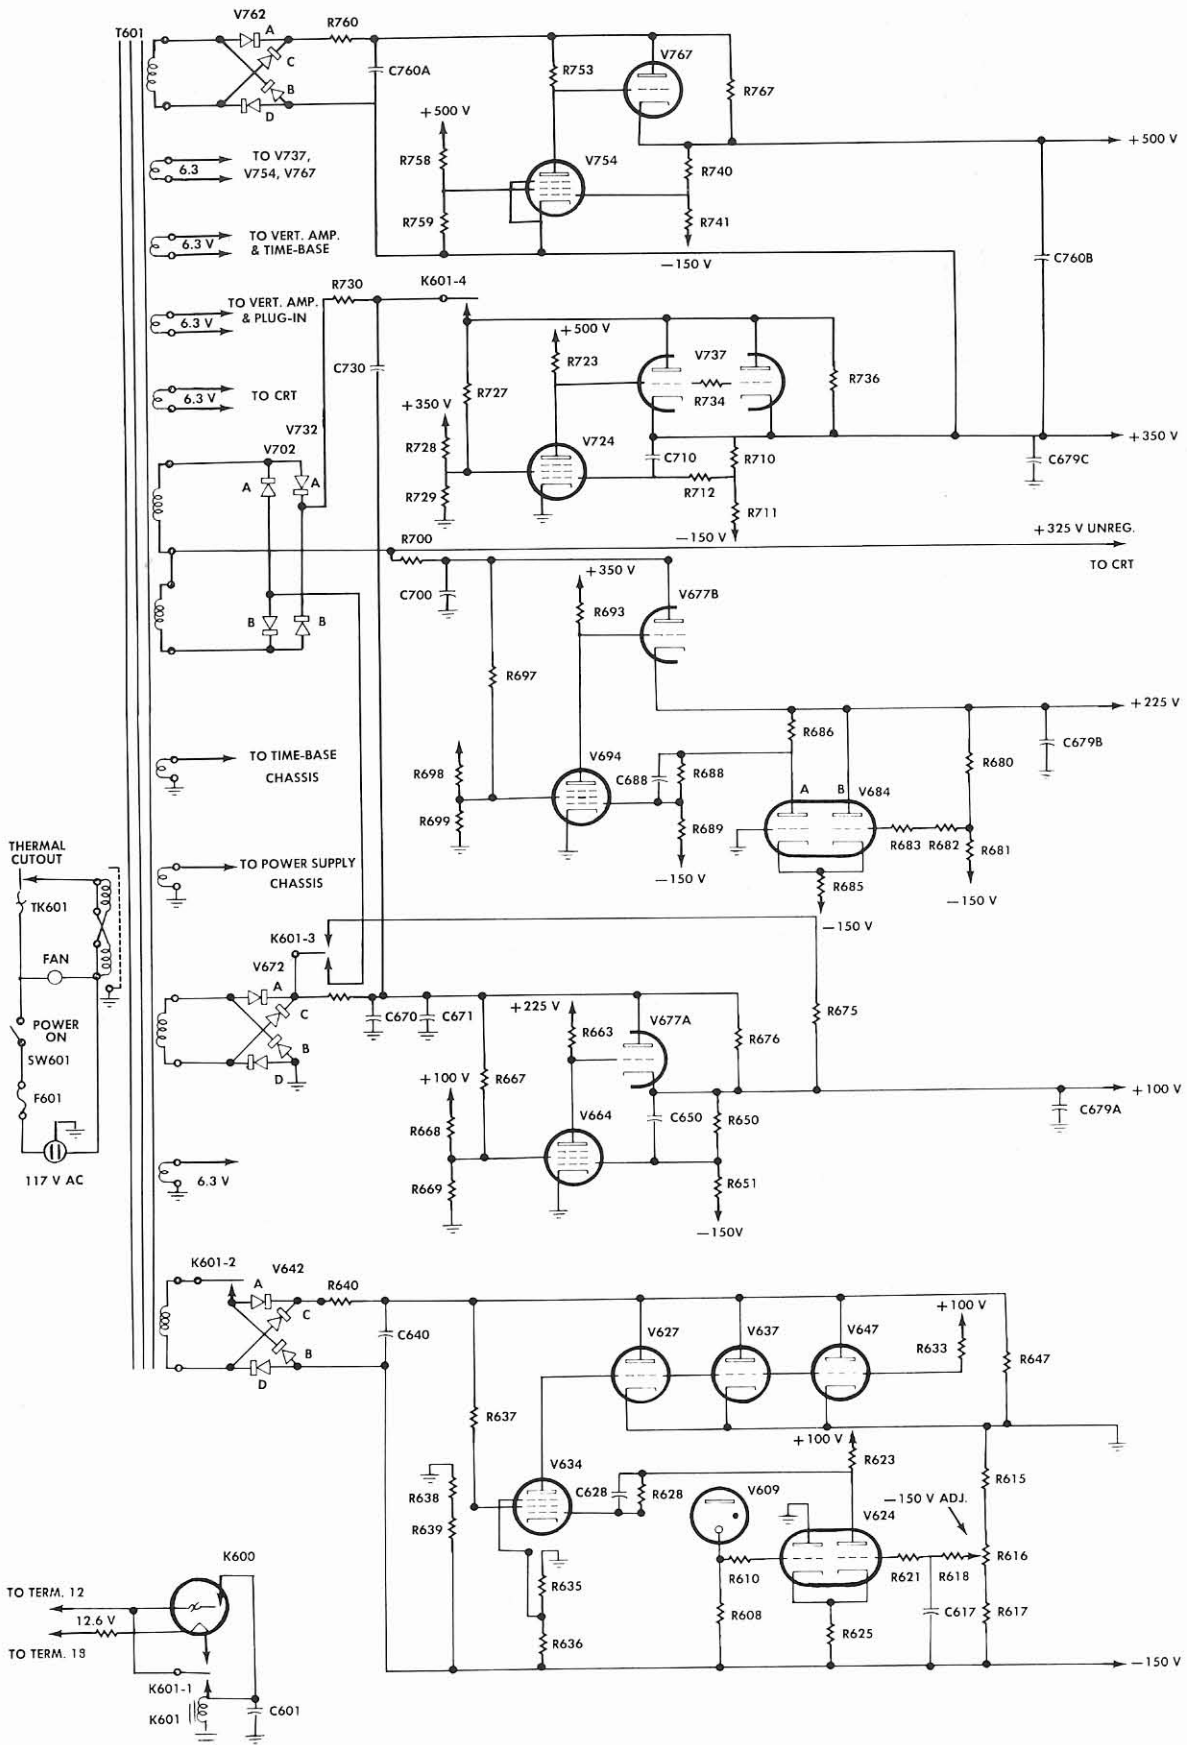 T601
V762
A
R760
C
B
D
C760A
R753
V767
R767
+500 V
R758
R759
V754
R740
R741
−150 V
+500 V
C760B
6.3
TO V737,
V754, V767
6.3 V
TO VERT. AMP.
& TIME-BASE
6.3 V
TO VERT. AMP.
& PLUG-IN
6.3 V
TO CRT
R730
K601-4
C730
+500 V
R723
V737
R734
R736
R727
+350 V
R728
R729
V724
C710
R710
R712
R711
−150 V
+350 V
C679C
V732
V702
A
A
B
B
R700
+325 V UNREG.
TO CRT
C700
+350 V
R693
V677B
R697
+225 V
R686
C679B
R680
R698
R699
V694
C688
R688
R689
−150 V
A
B
V684
R683
R682
R681
R685
−150 V
−150 V
TO TIME-BASE
CHASSIS
TO POWER SUPPLY
CHASSIS
THERMAL
CUTOUT
TK601
FAN
POWER
ON
SW601
F601
117 V AC
K601-3
V672
A
C
B
D
C670
C671
+225 V
R663
V677A
R676
R675
R667
+100 V
R668
R669
V664
C650
R650
R651
−150V
+100 V
C679A
6.3 V
K601-2
V642
A
C
B
D
R640
C640
V627
V637
V647
+100 V
R633
R647
R637
+100 V
R623
R638
R639
V634
C628
R628
V609
V624
−150 V ADJ.
R615
R616
R610
R621
R618
R635
R636
R608
R625
C617
R617
−150 V
K600
TO TERM. 12
12.6 V
TO TERM. 13
K601-1
K601
C601